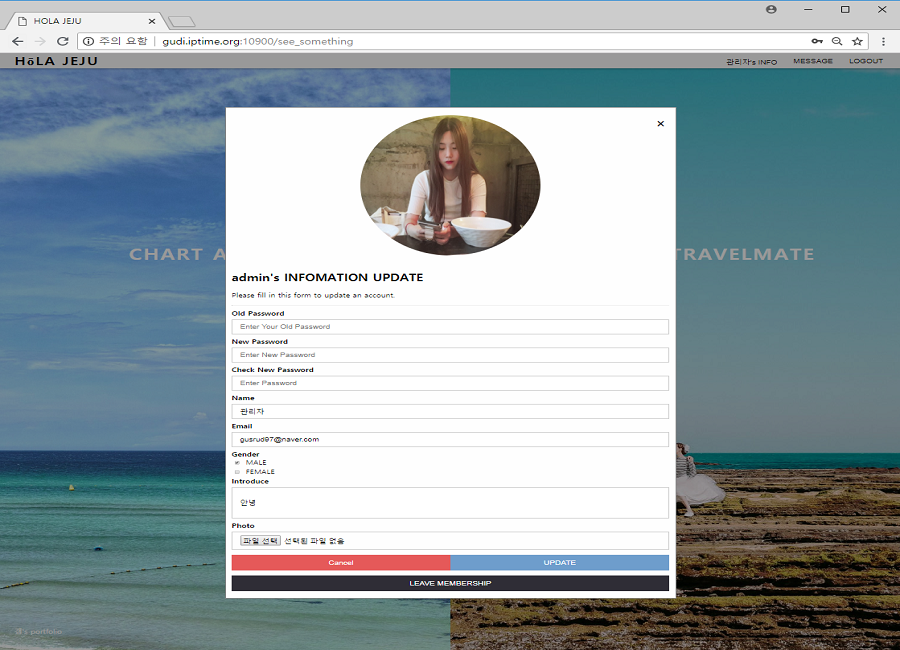 HOLA JEJU
주의 요함 | gudi.iptime.org:10900/see_something
HōLA JEJU
관리자's INFO MESSAGE LOGOUT
CHART A
TRAVELMATE
admin's INFOMATION UPDATE
Please fill in this form to update an account.
Old Password
Enter Your Old Password
New Password
Enter New Password
Check New Password
Enter Password
Name
관리자
Email
gusrud97@naver.com
Gender
MALE
FEMALE
Introduce
안녕
Photo
파일 선택 선택된 파일 없음
Cancel UPDATE
LEAVE MEMBERSHIP
's portfolio